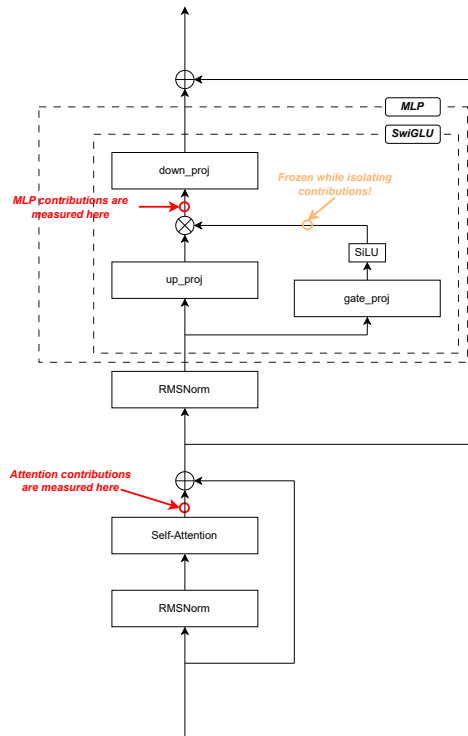 MLP
SwiGLU
down_proj
Frozen while isolating
contributions!
MLP contributions are
measured here
SiLU
up_proj
gate_proj
RMSNorm
Attention contributions
are measured here
Self-Attention
RMSNorm